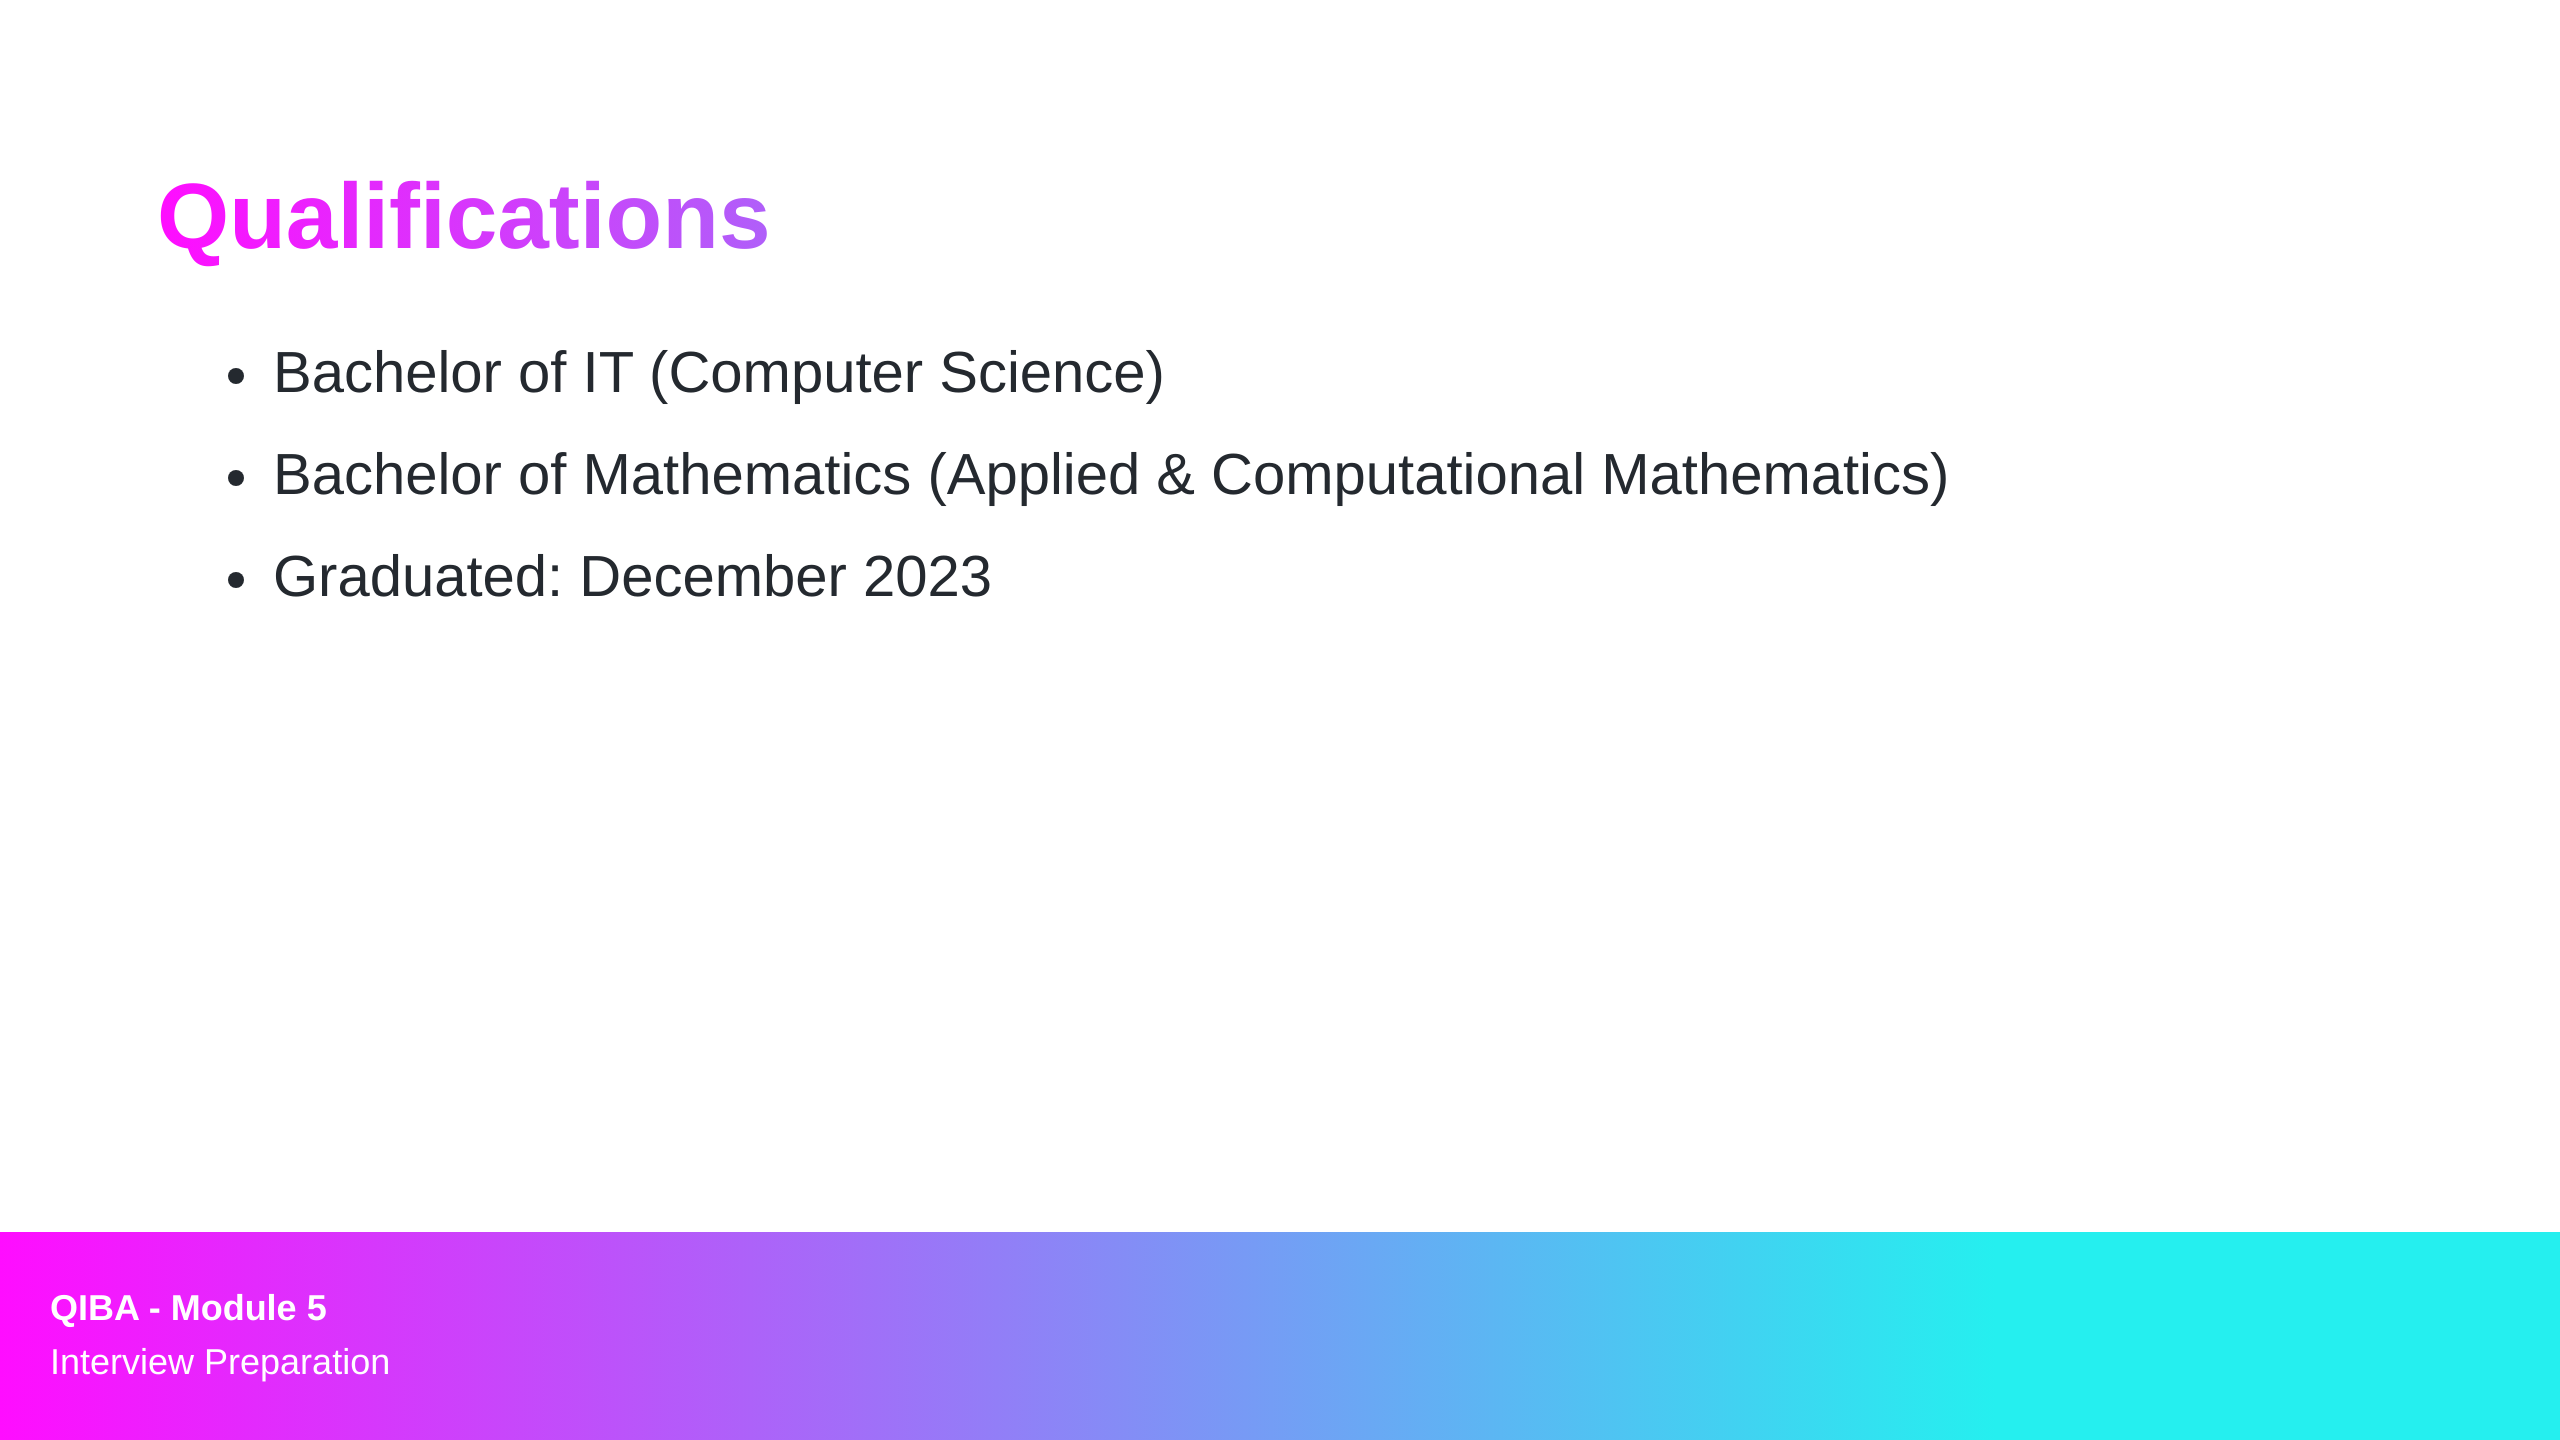 Qualifications
• Bachelor of IT (Computer Science)
• Bachelor of Mathematics (Applied & Computational Mathematics)
• Graduated: December 2023
QIBA - Module 5
Interview Preparation